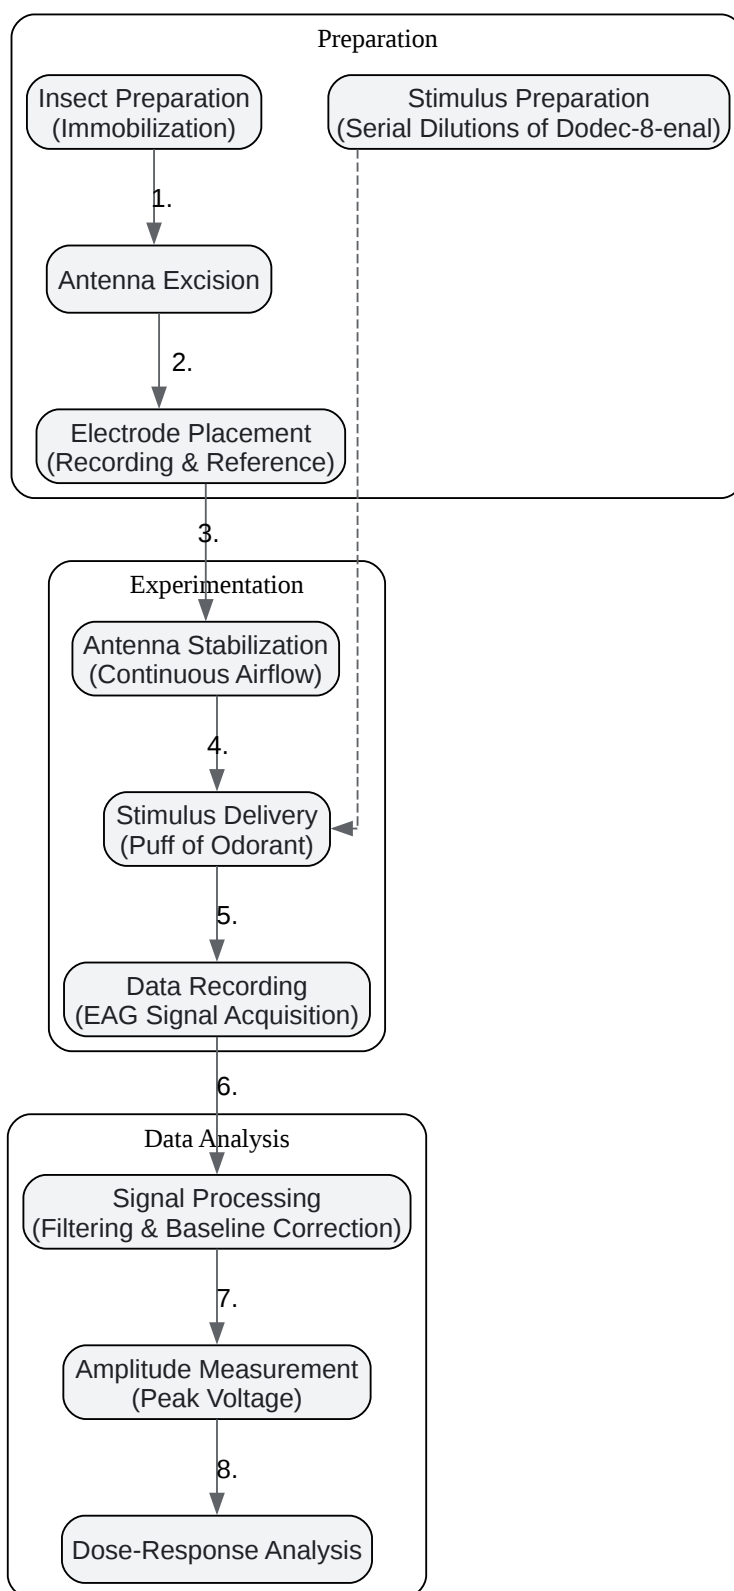 Preparation
Insect Preparation
(Immobilization)
Stimulus Preparation
(Serial Dilutions of Dodec-8-enal)
1.
Antenna Excision
2.
Electrode Placement
(Recording & Reference)
3.
Experimentation
Antenna Stabilization
(Continuous Airflow)
4.
Stimulus Delivery
(Puff of Odorant)
5.
Data Recording
(EAG Signal Acquisition)
6.
Data Analysis
Signal Processing
(Filtering & Baseline Correction)
7.
Amplitude Measurement
(Peak Voltage)
8.
Dose-Response Analysis